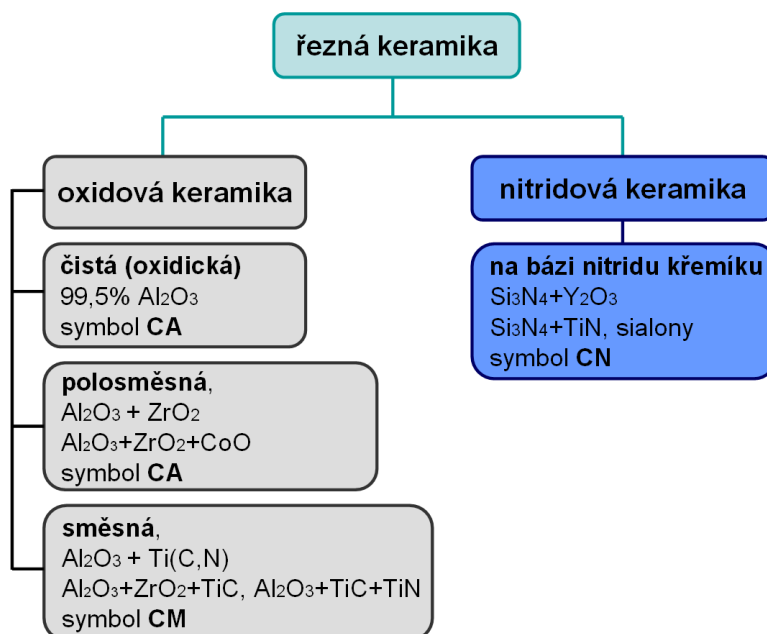 řezná keramika
oxidová keramika
čistá (oxidická)
99,5% Al₂O₃
symbol CA
polosměsná,
Al₂O₃ + ZrO₂
Al₂O₃+ZrO₂+CoO
symbol CA
směsná,
Al₂O₃ + Ti(C,N)
Al₂O₃+ZrO₂+TiC, Al₂O₃+TiC+TiN
symbol CM
nitridová keramika
na bázi nitridu křemíku
Si₃N₄+Y₂O₃
Si₃N₄+TiN, sialony
symbol CN